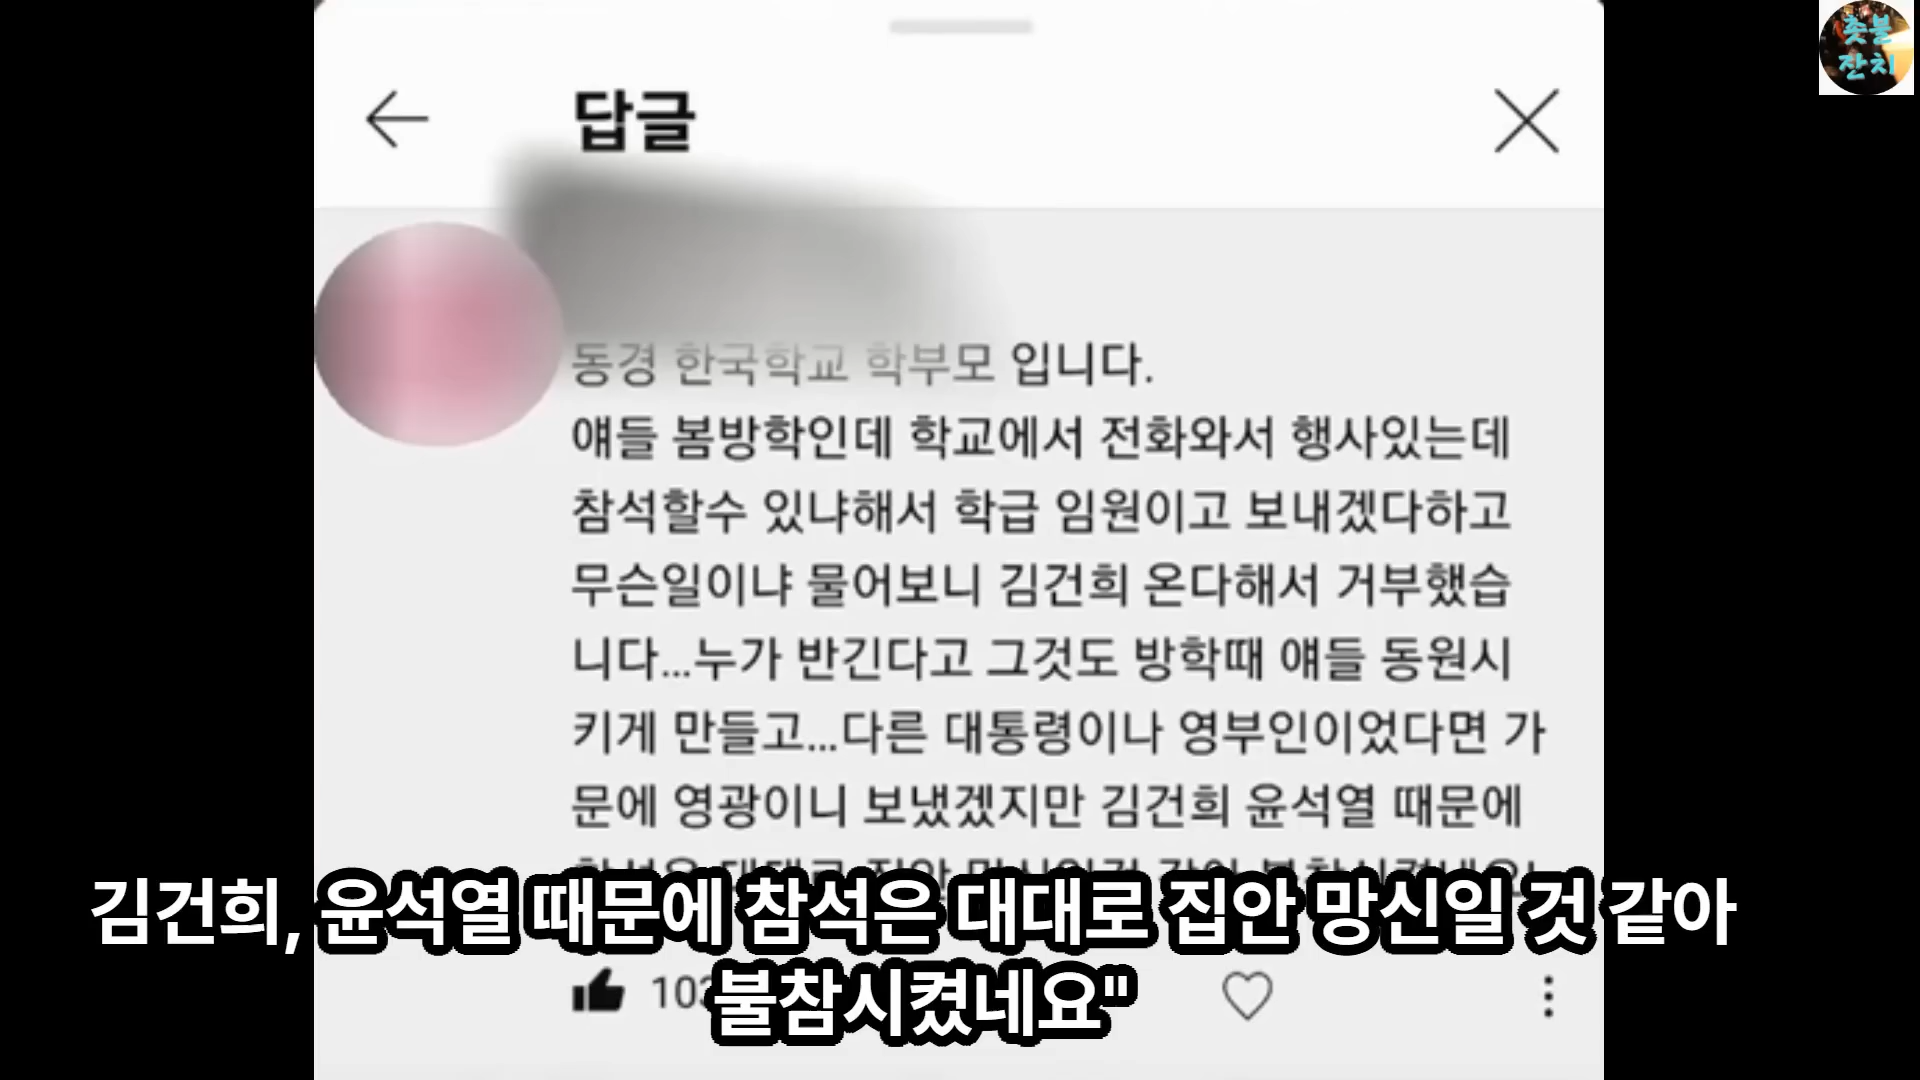 촛불
잔치
답글
동경 한국학교 학부모 입니다.
얘들 봄방학인데 학교에서 전화와서 행사있는데
참석할수 있냐해서 학급 임원이고 보내겠다하고
무슨일이냐 물어보니 김건희 온다해서 거부했습
니다...누가 반긴다고 그것도 방학때 얘들 동원시
키게 만들고...다른 대통령이나 영부인이었다면 가
문에 영광이니 보냈겠지만 김건희 윤석열 때문에
김건희, 윤석열 때문에 참석은 대대로 집안 망신일 것 같아
불참시켰네요"